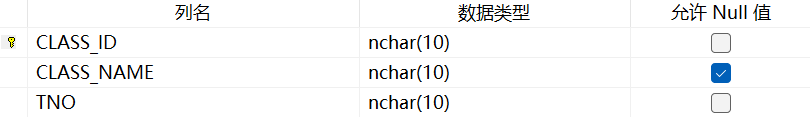 列名 数据类型 允许 Null 值
CLASS_ID nchar(10)
CLASS_NAME nchar(10)
TNO nchar(10)